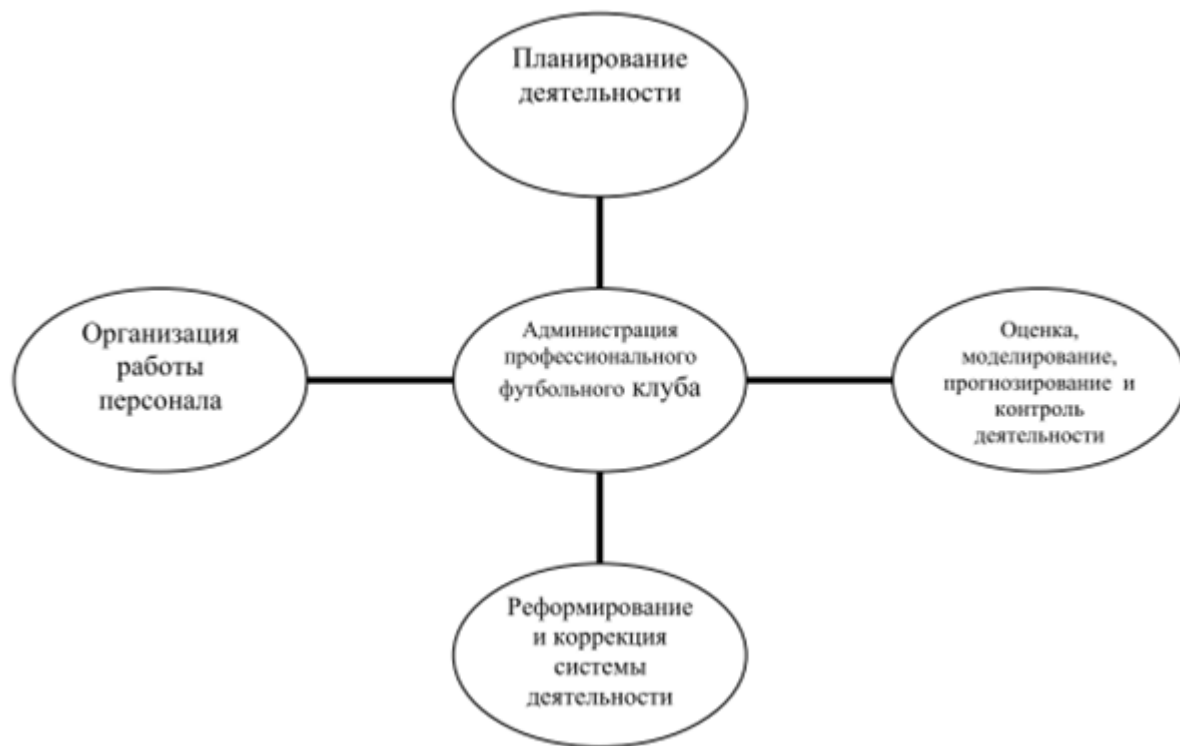 Планирование
деятельности
Организация
работы
персонала
Администрация
профессионального
футбольного клуба
Оценка,
моделирование,
прогнозирование и
контроль
деятельности
Реформирование
и коррекция
системы
деятельности